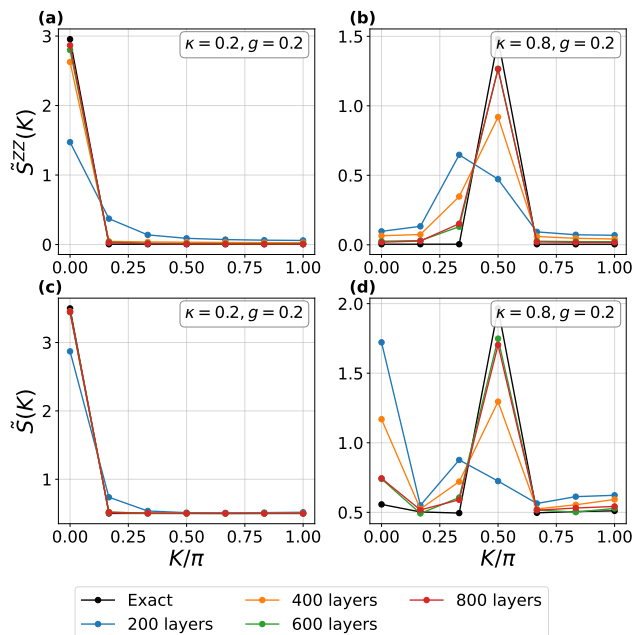 (a)
(b)
κ = 0.2, g = 0.2
κ = 0.8, g = 0.2
3
2
1
0
S̃^{ZZ}(K)
1.5
1.0
0.5
0.0
0.00 0.25 0.50 0.75 1.00
0.00 0.25 0.50 0.75 1.00
(c)
(d)
κ = 0.2, g = 0.2
κ = 0.8, g = 0.2
3
2
1
S̃(K)
2.0
1.5
1.0
0.5
0.00 0.25 0.50 0.75 1.00
0.00 0.25 0.50 0.75 1.00
K/π
K/π
Exact
200 layers
400 layers
600 layers
800 layers